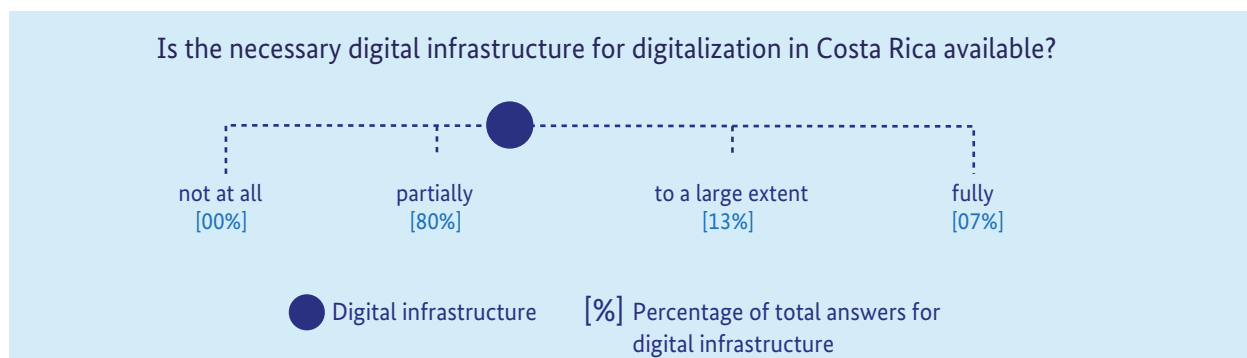 Is the necessary digital infrastructure for digitalization in Costa Rica available?
not at all
[00%]
partially
[80%]
to a large extent
[13%]
fully
[07%]
Digital infrastructure
[%] Percentage of total answers for
digital infrastructure